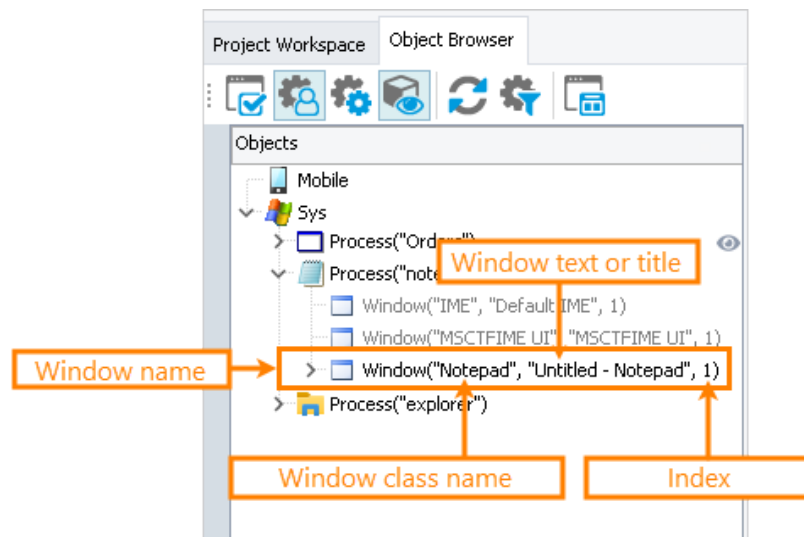 Project Workspace
Object Browser
Objects
Mobile
Sys
Process("Orders")
Window text or title
Process("note
Window("IME", "Default IME", 1)
Window("MSCTFIME UI", "MSCTFIME UI", 1)
Window name
Window("Notepad", "Untitled - Notepad", 1)
Process("explorer")
Window class name
Index